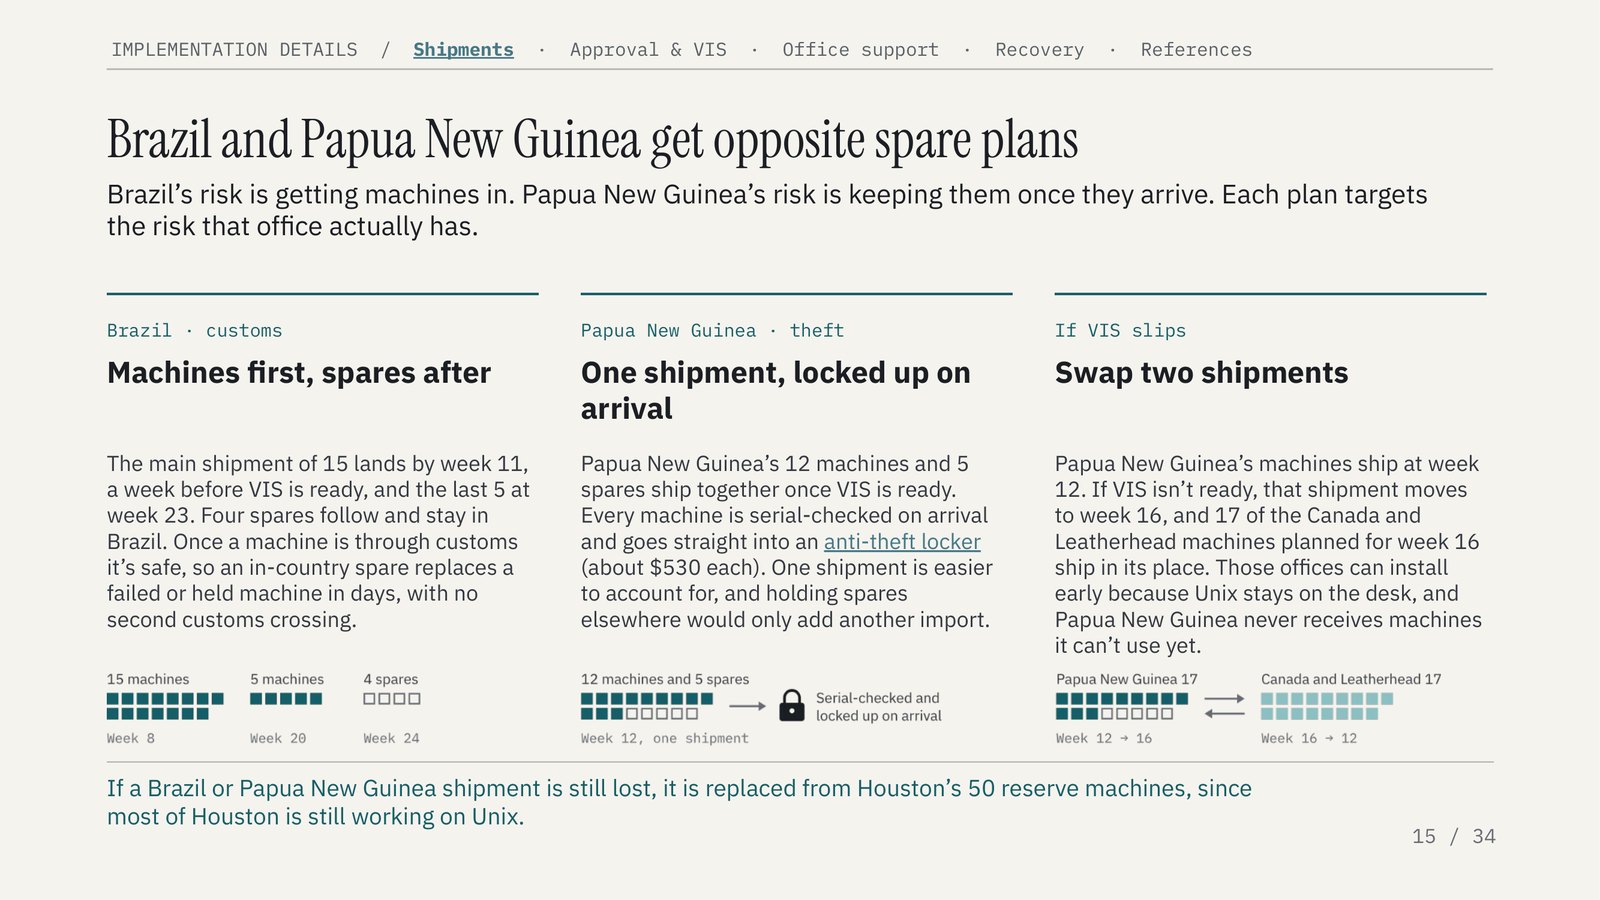 IMPLEMENTATION DETAILS / Shipments · Approval & VIS · Office support · Recovery · References
Brazil and Papua New Guinea get opposite spare plans
Brazil’s risk is getting machines in. Papua New Guinea’s risk is keeping them once they arrive. Each plan targets
the risk that office actually has.
Brazil · customs
Machines first, spares after
The main shipment of 15 lands by week 11,
a week before VIS is ready, and the last 5 at
week 23. Four spares follow and stay in
Brazil. Once a machine is through customs
it’s safe, so an in-country spare replaces a
failed or held machine in days, with no
second customs crossing.
15 machines
5 machines
4 spares
Week 8
Week 20
Week 24
Papua New Guinea · theft
One shipment, locked up on
arrival
Papua New Guinea’s 12 machines and 5
spares ship together once VIS is ready.
Every machine is serial-checked on arrival
and goes straight into an anti-theft locker
(about $530 each). One shipment is easier
to account for, and holding spares
elsewhere would only add another import.
12 machines and 5 spares
Serial-checked and
locked up on arrival
Week 12, one shipment
If VIS slips
Swap two shipments
Papua New Guinea’s machines ship at week
12. If VIS isn’t ready, that shipment moves
to week 16, and 17 of the Canada and
Leatherhead machines planned for week 16
ship in its place. Those offices can install
early because Unix stays on the desk, and
Papua New Guinea never receives machines
it can’t use yet.
Papua New Guinea 17
Canada and Leatherhead 17
Week 12 → 16
Week 16 → 12
If a Brazil or Papua New Guinea shipment is still lost, it is replaced from Houston’s 50 reserve machines, since
most of Houston is still working on Unix.
15 / 34